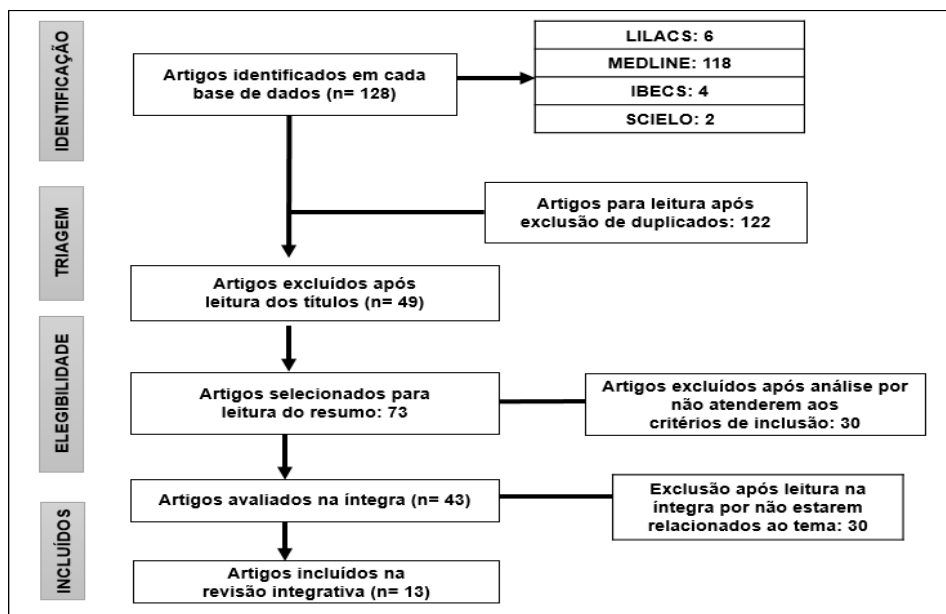 IDENTIFICAÇÃO
Artigos identificados em cada
base de dados (n= 128)
LILACS: 6
MEDLINE: 118
IBECS: 4
SCIELO: 2
TRIAGEM
Artigos para leitura após
exclusão de duplicados: 122
Artigos excluídos após
leitura dos títulos (n= 49)
ELEGIBILIDADE
Artigos selecionados para
leitura do resumo: 73
Artigos excluídos após análise por
não atenderem aos
critérios de inclusão: 30
INCLUÍDOS
Artigos avaliados na íntegra (n= 43)
Exclusão após leitura na
íntegra por não estarem
relacionados ao tema: 30
Artigos incluídos na
revisão integrativa (n= 13)